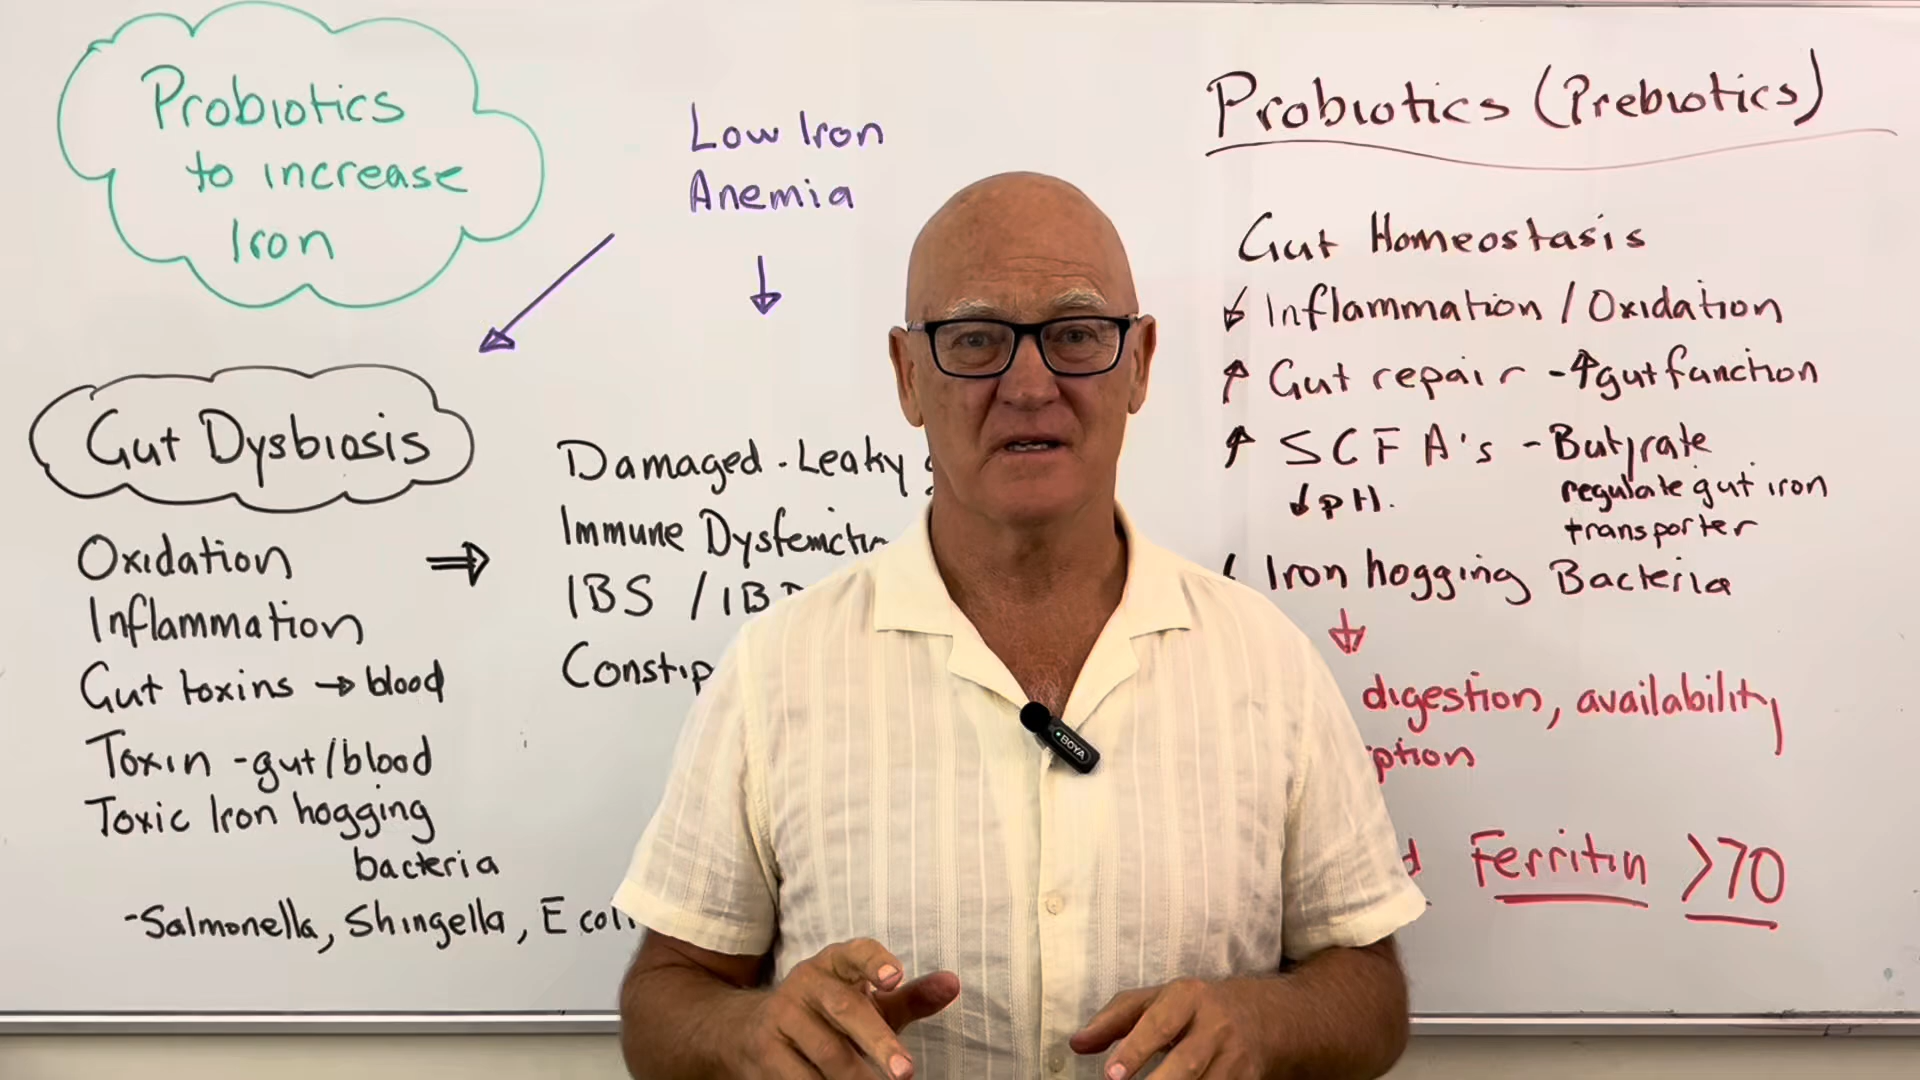 Probiotics
to increase
Iron
Low Iron
Anemia
Gut Dysbiosis
Oxidation
Inflammation
Gut toxins → blood
Toxin - gut/blood
Toxic Iron hogging
bacteria
- Salmonella, Shingella, E coli
Damaged - Leaky
Immune Dysfunction
IBS / IBD
Constip
Probiotics (Prebiotics)
Gut Homeostasis
↓ Inflammation / Oxidation
↑ Gut repair - ↑ gut function
↑ SCFA's - Butyrate
↓ pH.
regulate gut iron
transporter
Iron hogging Bacteria
digestion, availability
ption
Ferritin >70
BOYA